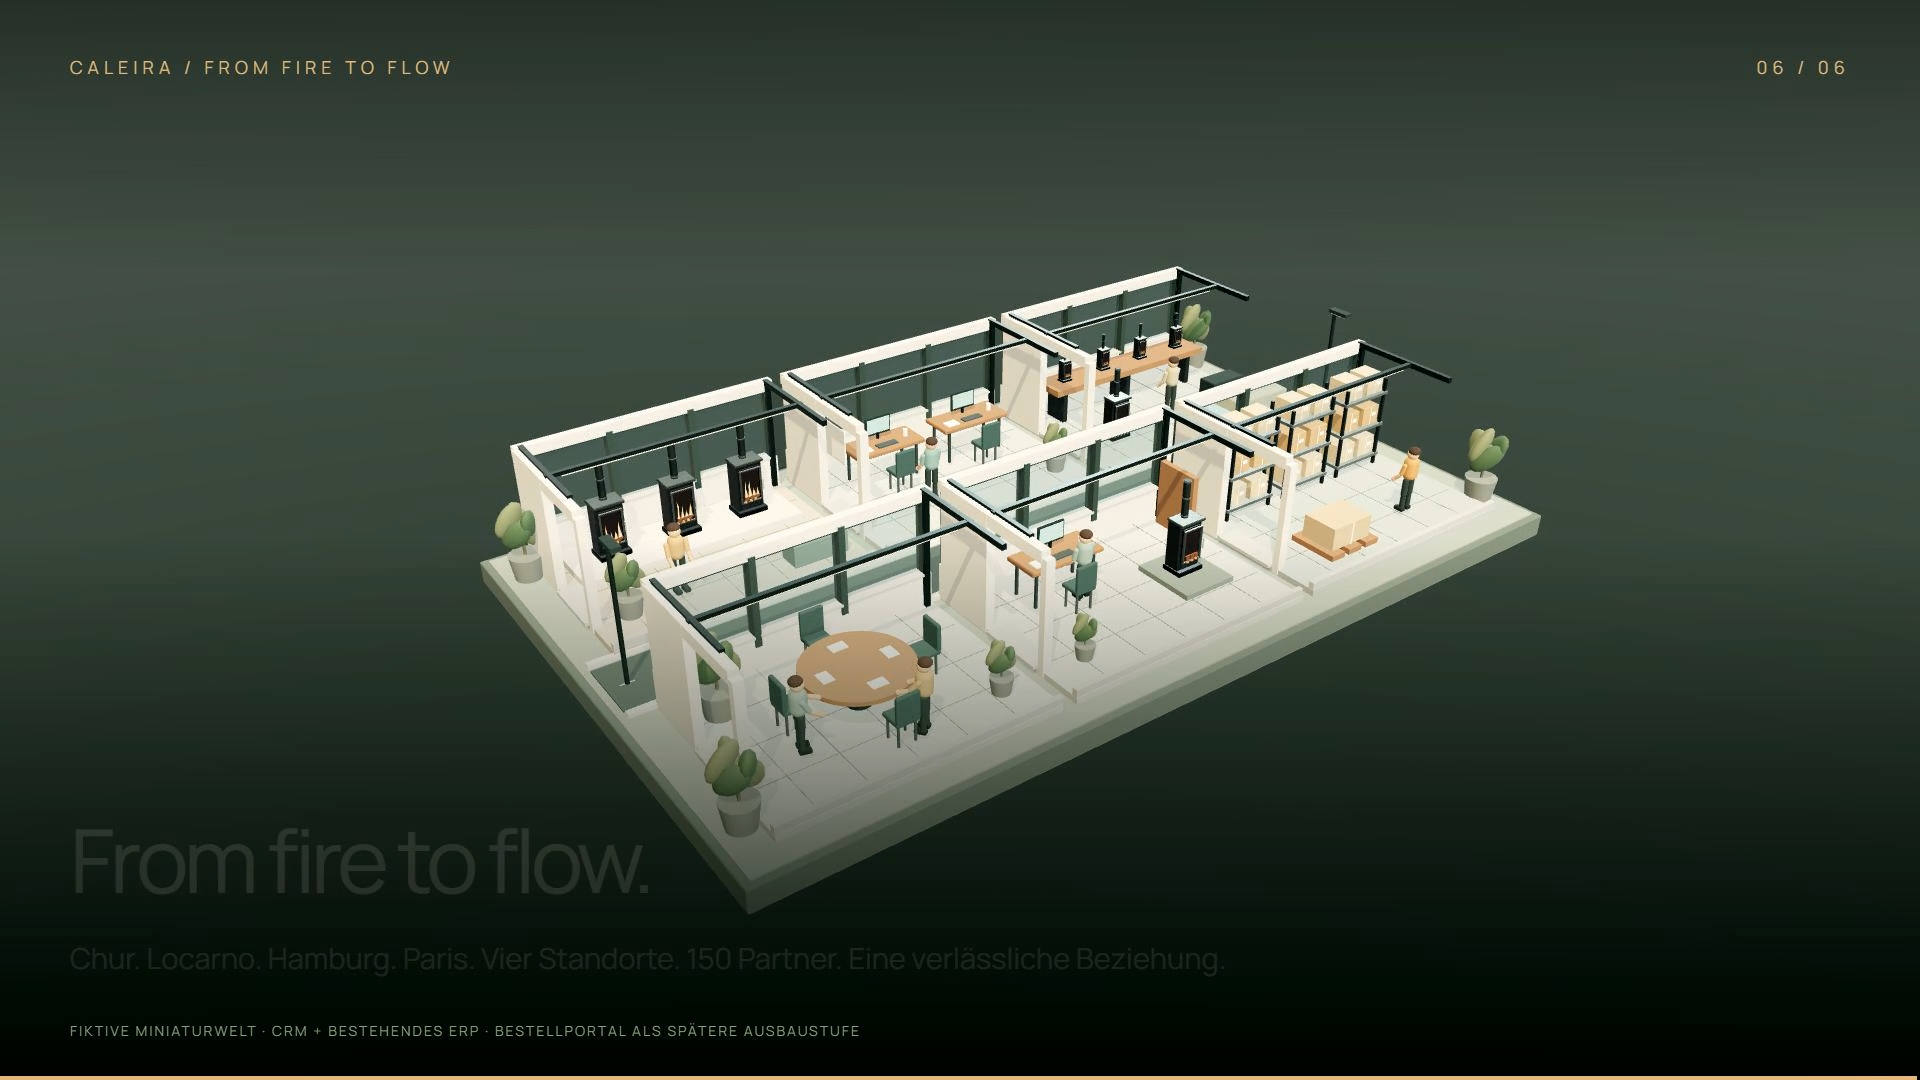 CALEIRA / FROM FIRE TO FLOW
06 / 06
From fire to flow.
Chur. Locarno. Hamburg. Paris. Vier Standorte. 150 Partner. Eine verlässliche Beziehung.
FIKTIVE MINIATURWELT · CRM + BESTEHENDES ERP · BESTELLPORTAL ALS SPÄTERE AUSBAUSTUFE